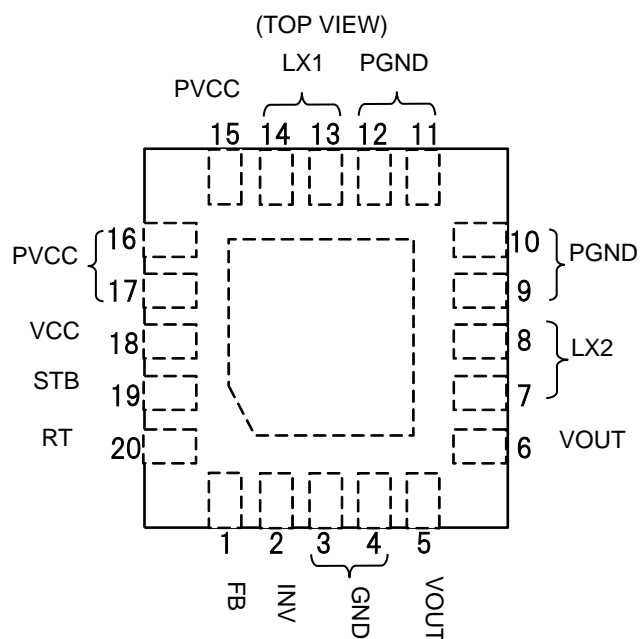 (TOP VIEW)
LX1 PGND
PVCC
15 14 13 12 11
16 10
PVCC PGND
17 9
VCC 18 8
LX2
STB 19 7
RT 20 6 VOUT
1 2 3 4 5
FB INV GND VOUT